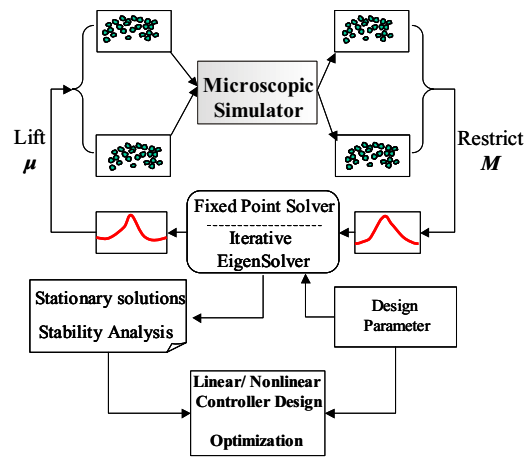 Microscopic
Simulator
Lift
μ
Restrict
M
Fixed Point Solver
Iterative
EigenSolver
Stationary solutions
Stability Analysis
Design
Parameter
Linear/ Nonlinear
Controller Design
Optimization